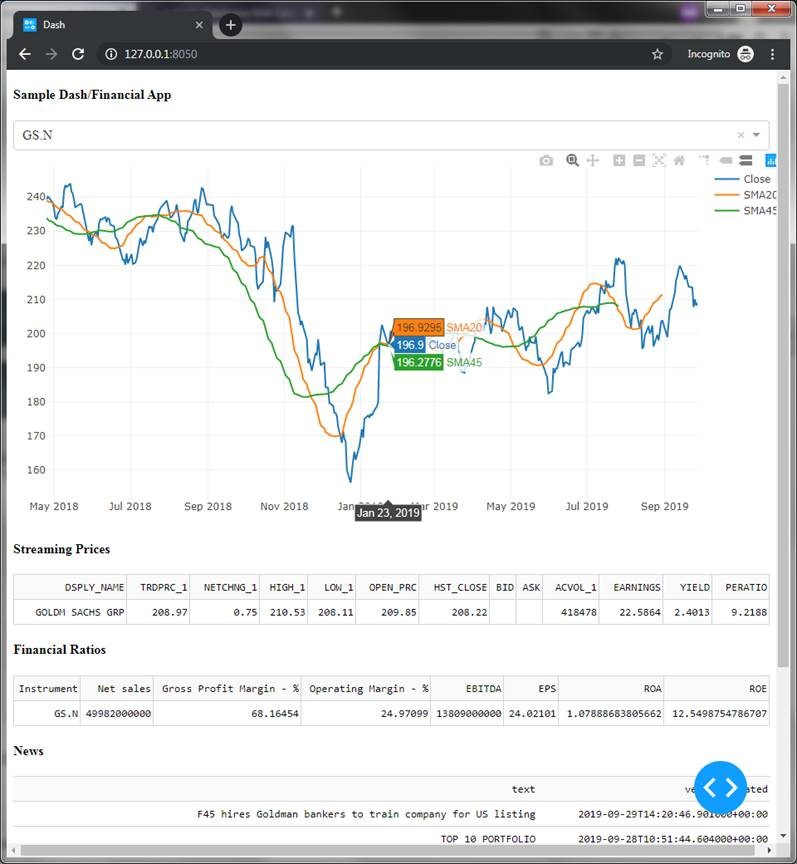 Dash
127.0.0.1:8050
Incognito
Sample Dash/Financial App
GS.N
Close
SMA20
SMA45
240
230
220
210
200
190
180
170
160
196.9295 SMA20
196.9 Close
196.2776 SMA45
May 2018 Jul 2018 Sep 2018 Nov 2018 Mar 2019 May 2019 Jul 2019 Sep 2019
Jan 23, 2019
Streaming Prices
DSPLY_NAME TRDPRC_1 NETCHNG_1 HIGH_1 LOW_1 OPEN_PRC HST_CLOSE BID ASK ACVOL_1 EARNINGS YIELD PERATIO
GOLDM SACHS GRP 208.97 0.75 210.53 208.11 209.85 208.22 418478 22.5864 2.4013 9.2188
Financial Ratios
Instrument Net sales Gross Profit Margin - % Operating Margin - % EBITDA EPS ROA ROE
GS.N 49982000000 68.16454 24.97099 13809000000 24.02101 1.07888683805662 12.5498754786707
News
text
F45 hires Goldman bankers to train company for US listing 2019-09-29T14:20:46.901000+00:00
TOP 10 PORTFOLIO 2019-09-28T10:51:44.604000+00:00